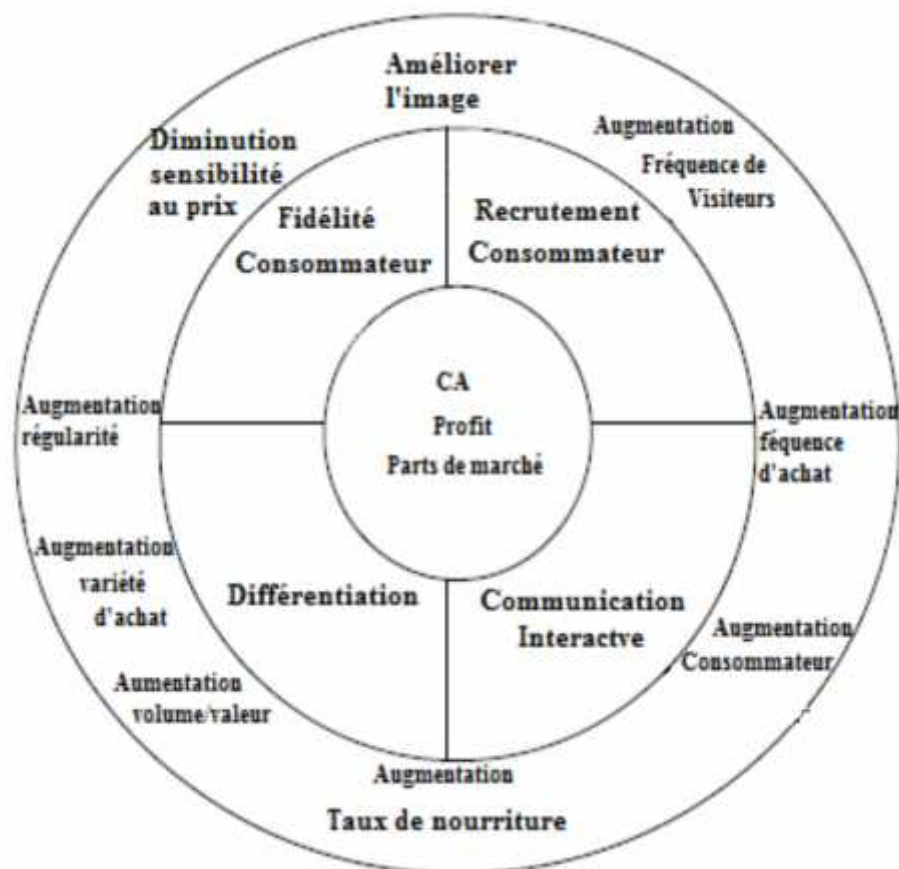 Améliorer
l'image
Augmentation
Fréquence de
Visiteurs
Diminution
sensibilité
au prix
Fidélité
Consommateur
Recrutement
Consommateur
CA
Profit
Parts de marché
Augmentation
régularité
Augmentation
féquence
d'achat
Augmentation
variété
d'achat
Différentiation
Communication
Interactve
Augmentation
Consommateur
Aumentation
volume/valeur
Augmentation
Taux de nourriture